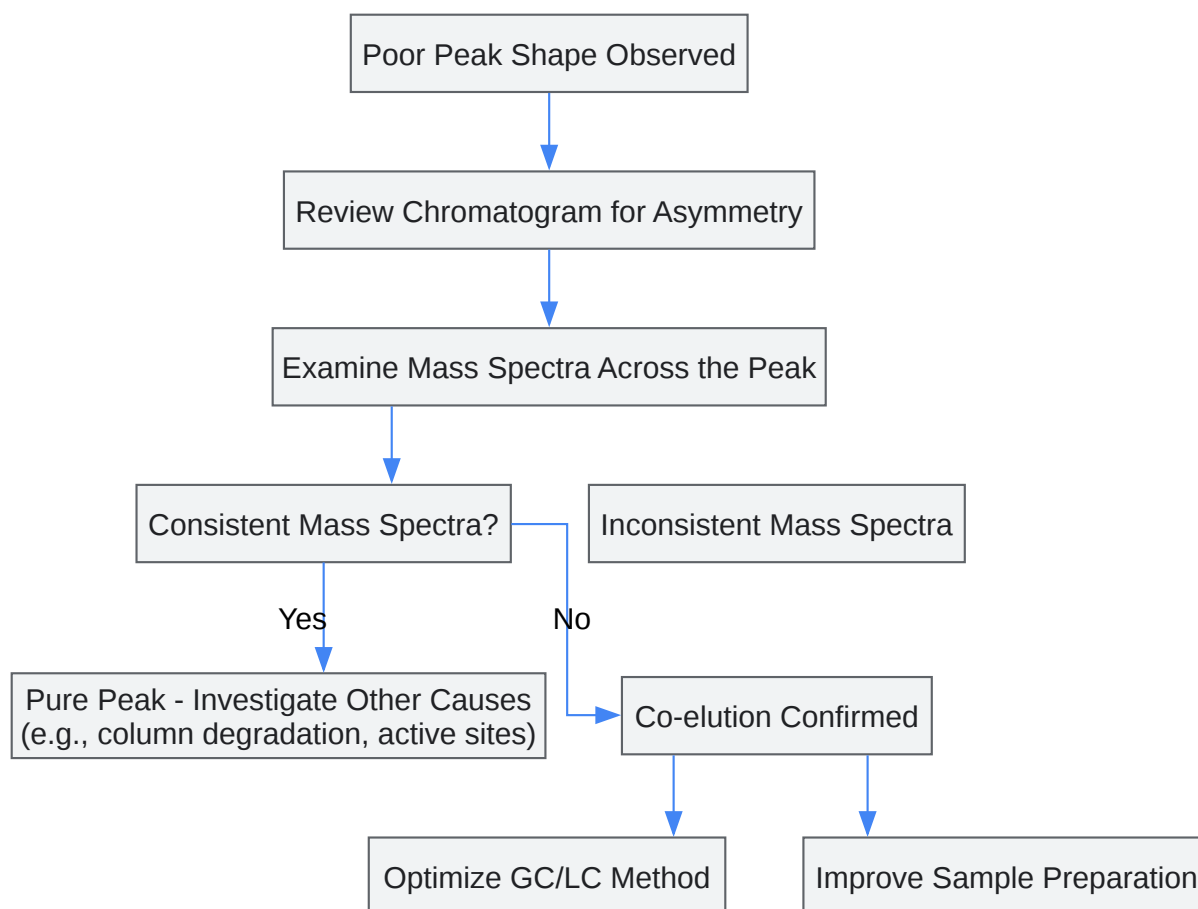 Poor Peak Shape Observed
Review Chromatogram for Asymmetry
Examine Mass Spectra Across the Peak
Consistent Mass Spectra?
Inconsistent Mass Spectra
Yes
No
Pure Peak - Investigate Other Causes
(e.g., column degradation, active sites)
Co-elution Confirmed
Optimize GC/LC Method
Improve Sample Preparation